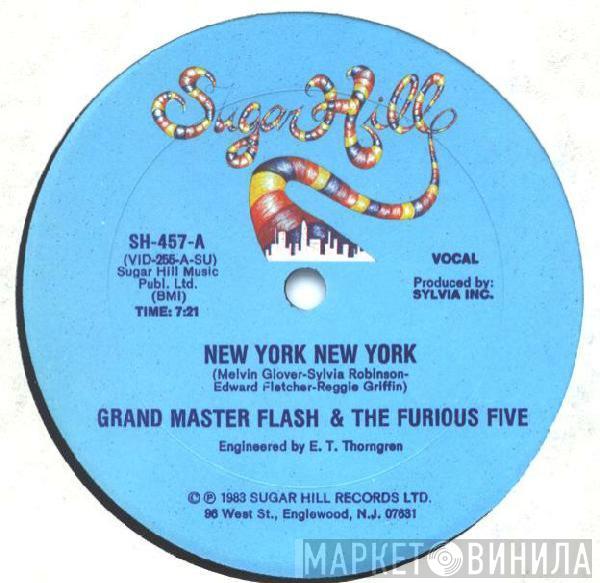 Sugar Hill
SH-457-A
(VID-255-A-SU)
Sugar Hill Music
Publ. Ltd.
(BMI)
TIME: 7:21
VOCAL
Produced by:
SYLVIA INC.
NEW YORK NEW YORK
(Melvin Glover-Sylvia Robinson-
Edward Fletcher-Reggie Griffin)
GRAND MASTER FLASH & THE FURIOUS FIVE
Engineered by E. T. Thorngren
© ℗ 1983 SUGAR HILL RECORDS LTD.
96 West St., Englewood, N.J. 07631
МАРКЕТ ВИНИЛА